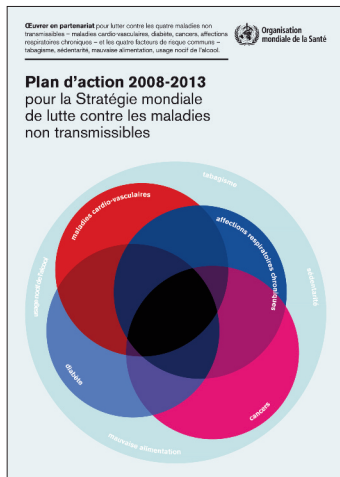 Œuvrer en partenariat pour lutter contre les quatre maladies non
transmissibles – maladies cardio-vasculaires, diabète, cancers, affections
respiratoires chroniques – et les quatre facteurs de risque communs –
tabagisme, sédentarité, mauvaise alimentation, usage nocif de l'alcool.
Organisation
mondiale de la Santé
Plan d'action 2008-2013
pour la Stratégie mondiale
de lutte contre les maladies
non transmissibles
tabagisme
maladies cardio-vasculaires
affections respiratoires chroniques
sédentarité
usage nocif de l'alcool
diabète
cancers
mauvaise alimentation